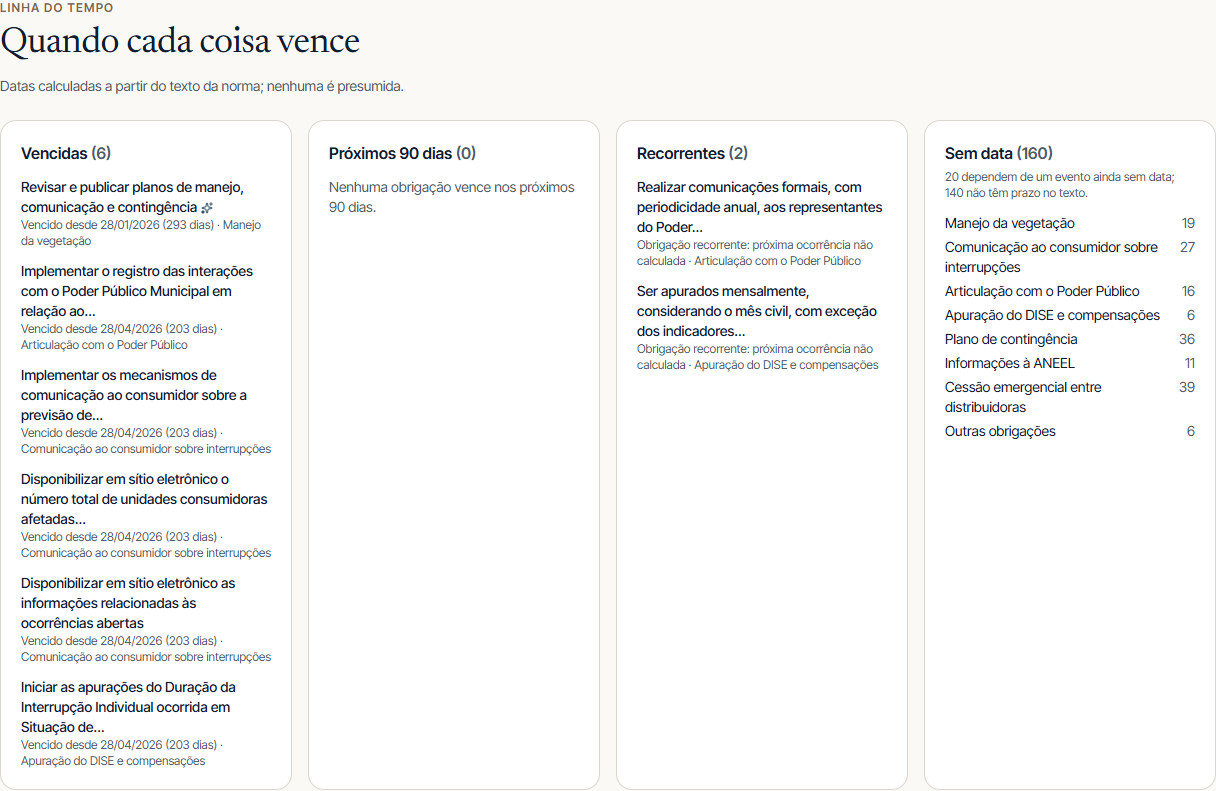 LINHA DO TEMPO
Quando cada coisa vence
Datas calculadas a partir do texto da norma; nenhuma é presumida.
Vencidas (6)
Revisar e publicar planos de manejo,
comunicação e contingência
Vencido desde 28/01/2026 (293 dias) · Manejo
da vegetação
Implementar o registro das interações
com o Poder Público Municipal em
relação ao...
Vencido desde 28/04/2026 (203 dias) ·
Articulação com o Poder Público
Implementar os mecanismos de
comunicação ao consumidor sobre a
previsão de...
Vencido desde 28/04/2026 (203 dias) ·
Comunicação ao consumidor sobre interrupções
Disponibilizar em sítio eletrônico o
número total de unidades consumidoras
afetadas...
Vencido desde 28/04/2026 (203 dias) ·
Comunicação ao consumidor sobre interrupções
Disponibilizar em sítio eletrônico as
informações relacionadas às
ocorrências abertas
Vencido desde 28/04/2026 (203 dias) ·
Comunicação ao consumidor sobre interrupções
Iniciar as apurações do Duração da
Interrupção Individual ocorrida em
Situação de...
Vencido desde 28/04/2026 (203 dias) ·
Apuração do DISE e compensações
Próximos 90 dias (0)
Nenhuma obrigação vence nos próximos
90 dias.
Recorrentes (2)
Realizar comunicações formais, com
periodicidade anual, aos representantes
do Poder...
Obrigação recorrente: próxima ocorrência não
calculada · Articulação com o Poder Público
Ser apurados mensalmente,
considerando o mês civil, com exceção
dos indicadores...
Obrigação recorrente: próxima ocorrência não
calculada · Apuração do DISE e compensações
Sem data (160)
20 dependem de um evento ainda sem data;
140 não têm prazo no texto.
Manejo da vegetação 19
Comunicação ao consumidor sobre 27
interrupções
Articulação com o Poder Público 16
Apuração do DISE e compensações 6
Plano de contingência 36
Informações à ANEEL 11
Cessão emergencial entre 39
distribuidoras
Outras obrigações 6